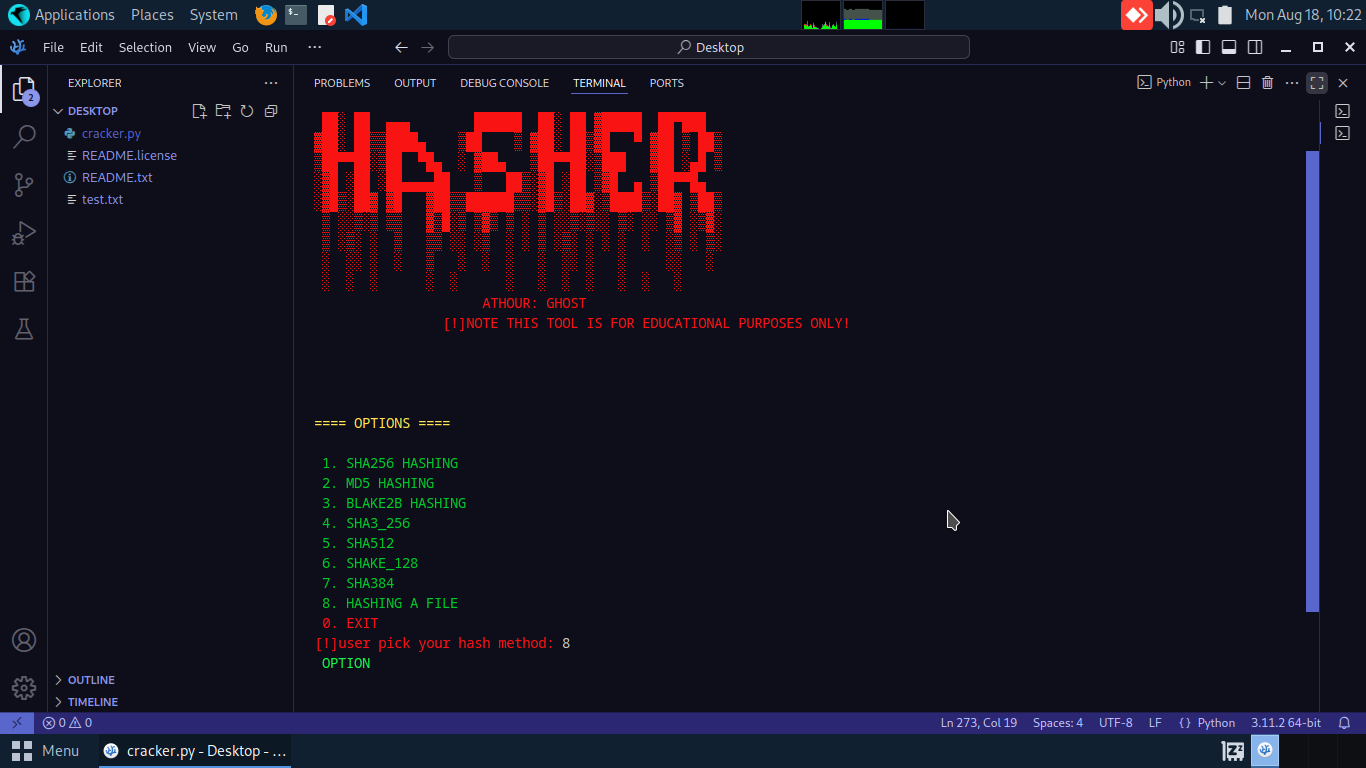 Applications Places System Mon Aug 18, 10:22
File Edit Selection View Go Run ··· Desktop
EXPLORER ···
DESKTOP
cracker.py
README.license
README.txt
test.txt
OUTLINE
TIMELINE
2
PROBLEMS OUTPUT DEBUG CONSOLE TERMINAL PORTS Python
HASHER
ATHOUR: GHOST
[!]NOTE THIS TOOL IS FOR EDUCATIONAL PURPOSES ONLY!
==== OPTIONS ====
1. SHA256 HASHING
2. MD5 HASHING
3. BLAKE2B HASHING
4. SHA3_256
5. SHA512
6. SHAKE_128
7. SHA384
8. HASHING A FILE
0. EXIT
[!]user pick your hash method: 8
OPTION
0 0 Ln 273, Col 19 Spaces: 4 UTF-8 LF {} Python 3.11.2 64-bit
Menu cracker.py - Desktop - ...